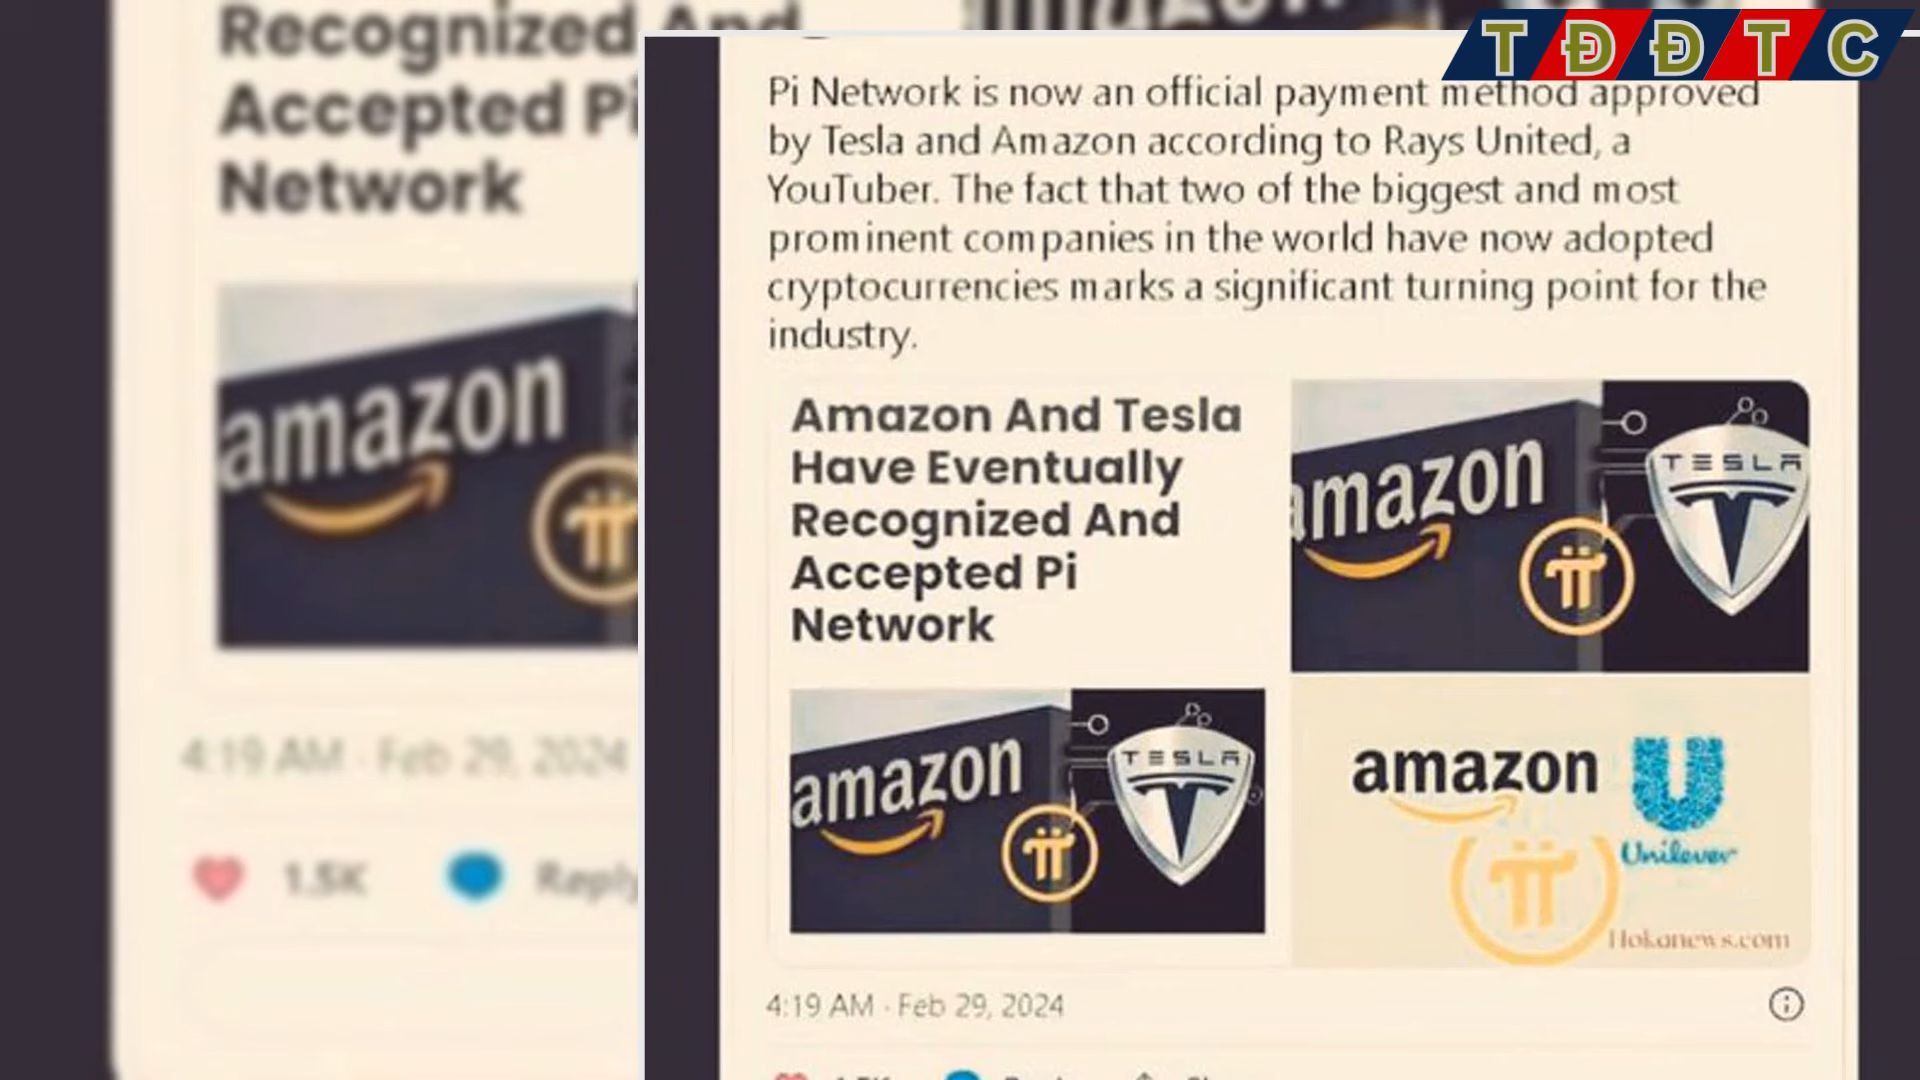 Recognized And
Accepted Pi
Network
amazon
4:19 AM · Feb 29, 2024
1.5K
Reply
TĐĐTC
Pi Network is now an official payment method approved
by Tesla and Amazon according to Rays United, a
YouTuber. The fact that two of the biggest and most
prominent companies in the world have now adopted
cryptocurrencies marks a significant turning point for the
industry.
Amazon And Tesla
Have Eventually
Recognized And
Accepted Pi
Network
amazon
TESLA
amazon
TESLA
amazon
Unilever
Hokanews.com
4:19 AM · Feb 29, 2024